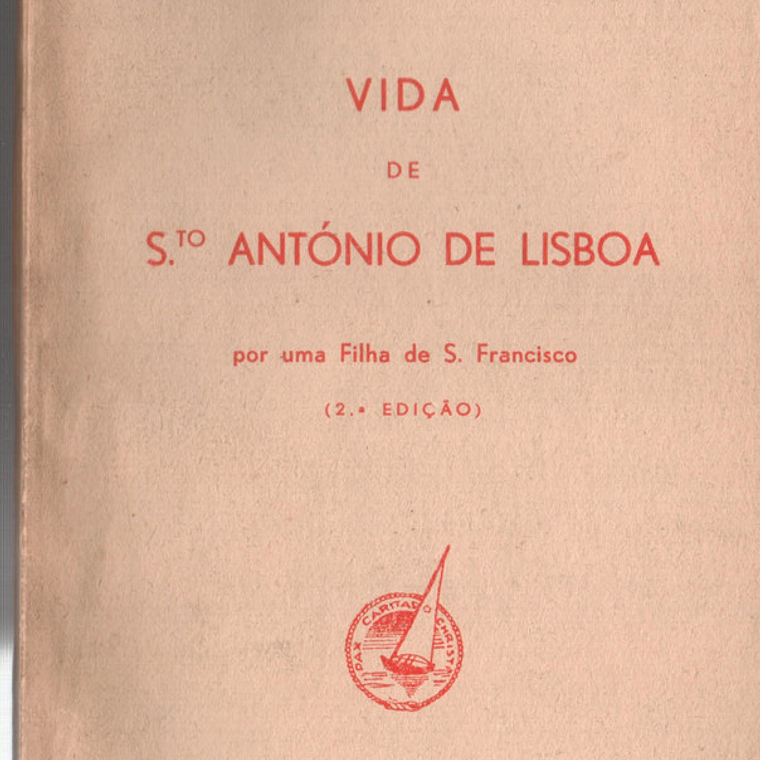 VIDA
DE
S.TO ANTÓNIO DE LISBOA
por uma Filha de S. Francisco
(2.ª EDIÇÃO)
PAX CARITAS CHRISTI